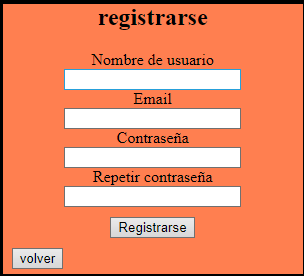 registrarse
Nombre de usuario
Email
Contraseña
Repetir contraseña
Registrarse
volver